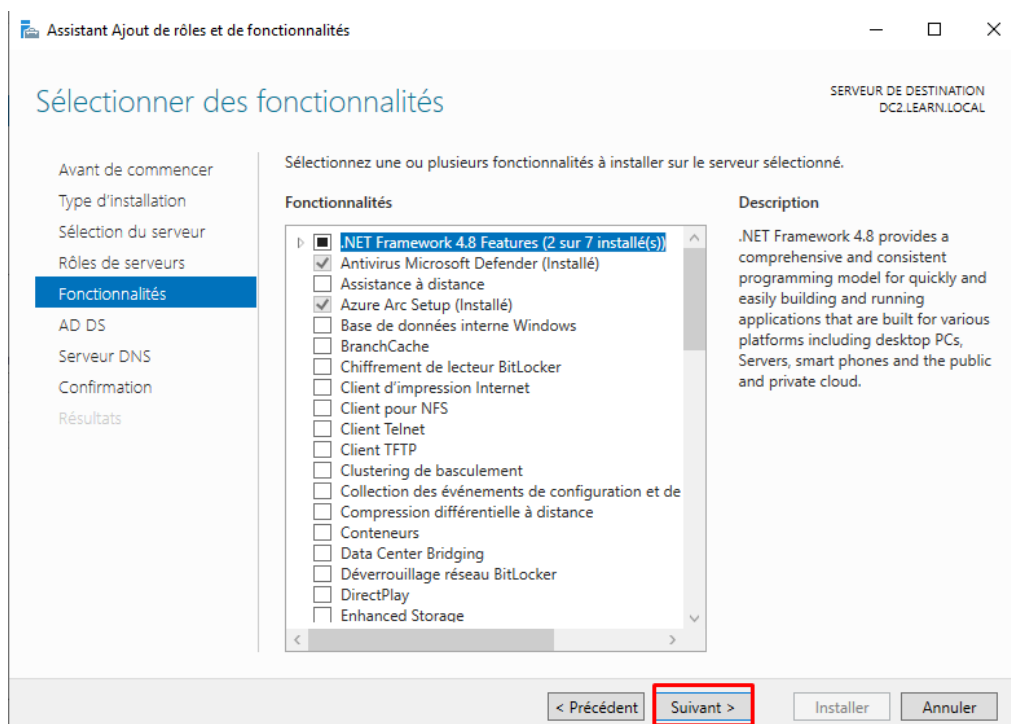 Assistant Ajout de rôles et de fonctionnalités
Sélectionner des fonctionnalités
SERVEUR DE DESTINATION
DC2.LEARN.LOCAL
Avant de commencer
Type d'installation
Sélection du serveur
Rôles de serveurs
Fonctionnalités
AD DS
Serveur DNS
Confirmation
Résultats
Sélectionnez une ou plusieurs fonctionnalités à installer sur le serveur sélectionné.
Fonctionnalités
.NET Framework 4.8 Features (2 sur 7 installé(s))
Antivirus Microsoft Defender (Installé)
Assistance à distance
Azure Arc Setup (Installé)
Base de données interne Windows
BranchCache
Chiffrement de lecteur BitLocker
Client d'impression Internet
Client pour NFS
Client Telnet
Client TFTP
Clustering de basculement
Collection des événements de configuration et de
Compression différentielle à distance
Conteneurs
Data Center Bridging
Déverrouillage réseau BitLocker
DirectPlay
Enhanced Storage
Description
.NET Framework 4.8 provides a
comprehensive and consistent
programming model for quickly and
easily building and running
applications that are built for various
platforms including desktop PCs,
Servers, smart phones and the public
and private cloud.
< Précédent
Suivant >
Installer
Annuler